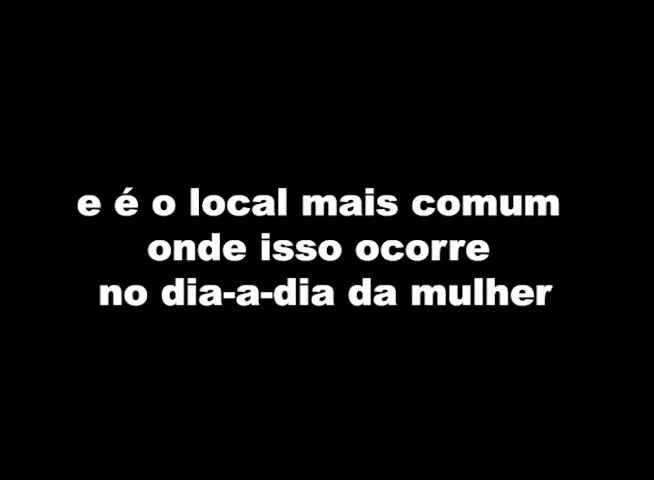 e é o local mais comum
onde isso ocorre
no dia-a-dia da mulher